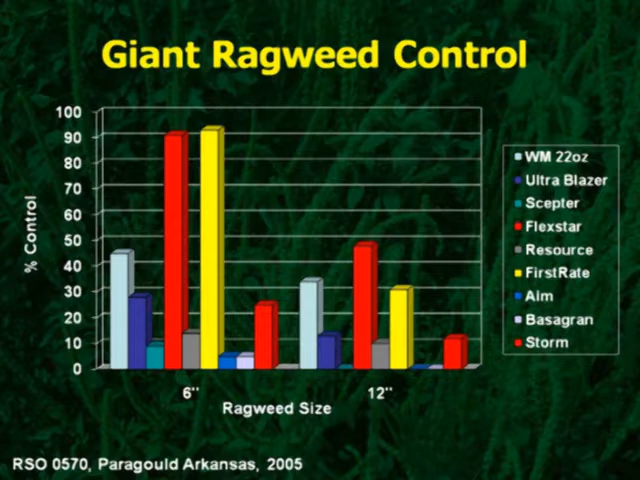 Giant Ragweed Control
100
90
80
70
60
50
40
30
20
10
0
% Control
6"
12"
Ragweed Size
WM 22oz
Ultra Blazer
Scepter
Flexstar
Resource
FirstRate
Aim
Basagran
Storm
RSO 0570, Paragould Arkansas, 2005